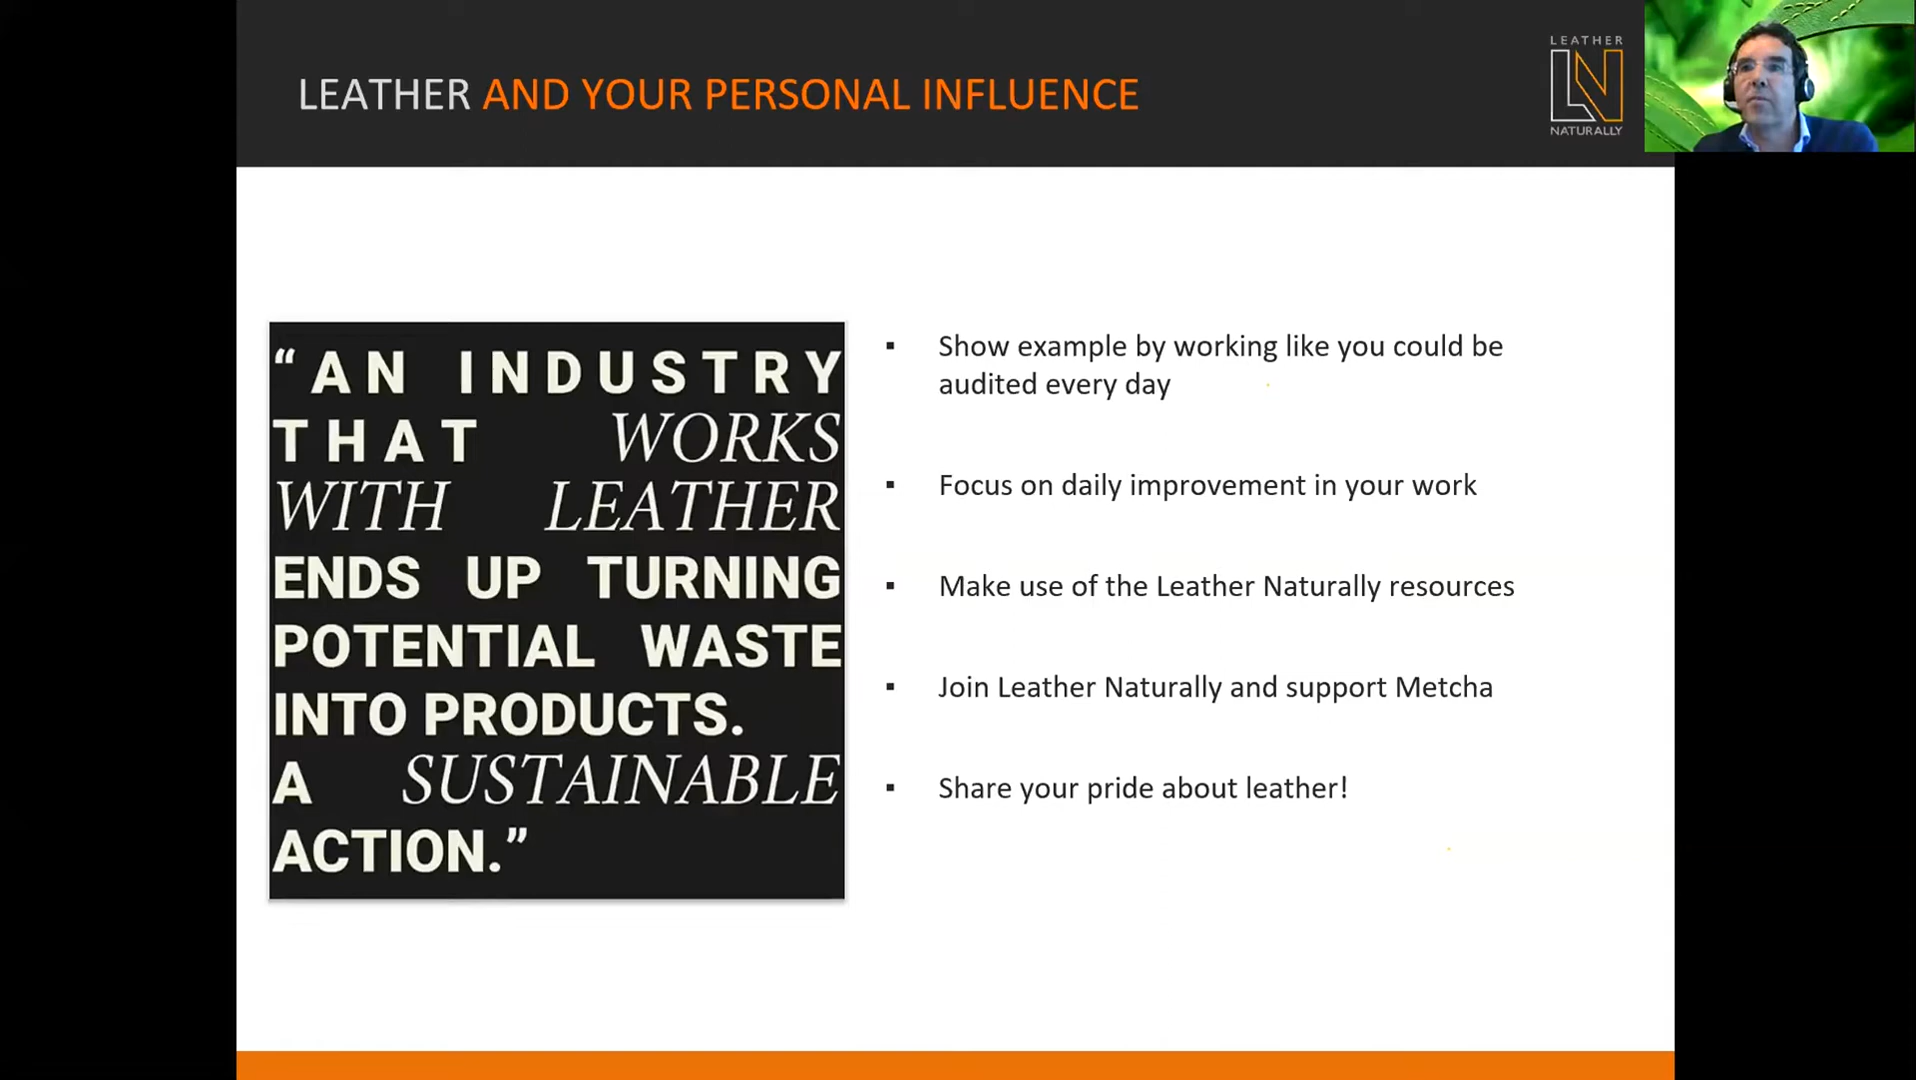 LEATHER AND YOUR PERSONAL INFLUENCE
LEATHER
LN
NATURALLY
“AN INDUSTRY
THAT WORKS
WITH LEATHER
ENDS UP TURNING
POTENTIAL WASTE
INTO PRODUCTS.
A SUSTAINABLE
ACTION.”
▪ Show example by working like you could be
audited every day
▪ Focus on daily improvement in your work
▪ Make use of the Leather Naturally resources
▪ Join Leather Naturally and support Metcha
▪ Share your pride about leather!